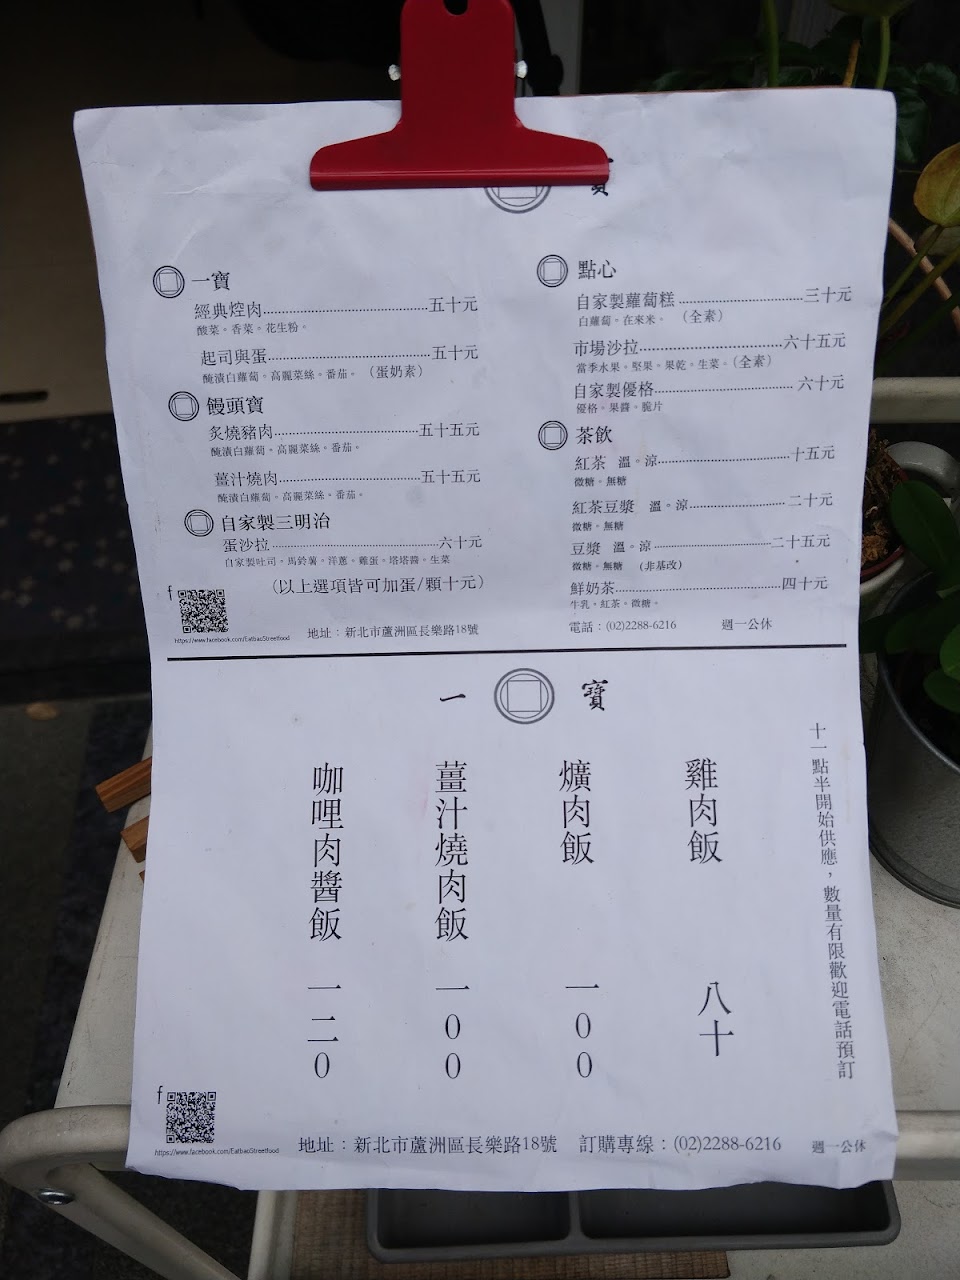 寶
一寶
經典焢肉 五十元
酸菜。香菜。花生粉。
起司與蛋 五十元
醃漬白蘿蔔。高麗菜絲。番茄。（蛋奶素）
饅頭寶
炙燒豬肉 五十五元
醃漬白蘿蔔。高麗菜絲。番茄。
薑汁燒肉 五十五元
醃漬白蘿蔔。高麗菜絲。番茄。
自家製三明治
蛋沙拉 六十元
自家製吐司。馬鈴薯。洋蔥。雞蛋。塔塔醬。生菜
（以上選項皆可加蛋/顆十元）
f
https://www.facebook.com/EatbaoStreetfood
地址：新北市蘆洲區長樂路18號
點心
自家製蘿蔔糕 三十元
白蘿蔔。在來米。（全素）
市場沙拉 六十五元
當季水果。堅果。果乾。生菜。（全素）
自家製優格 六十元
優格。果醬。脆片
茶飲
紅茶 溫。涼 十五元
微糖。無糖
紅茶豆漿 溫。涼 二十元
微糖。無糖
豆漿 溫。涼 二十五元
微糖。無糖 （非基改）
鮮奶茶 四十元
牛乳。紅茶。微糖。
電話：(02)2288-6216 週一公休
一 寶
十一點半開始供應，數量有限歡迎電話預訂
雞肉飯 八十
爌肉飯 一００
薑汁燒肉飯 一００
咖哩肉醬飯 一二０
f
https://www.facebook.com/EatbaoStreetfood
地址：新北市蘆洲區長樂路18號 訂購專線：(02)2288-6216 週一公休